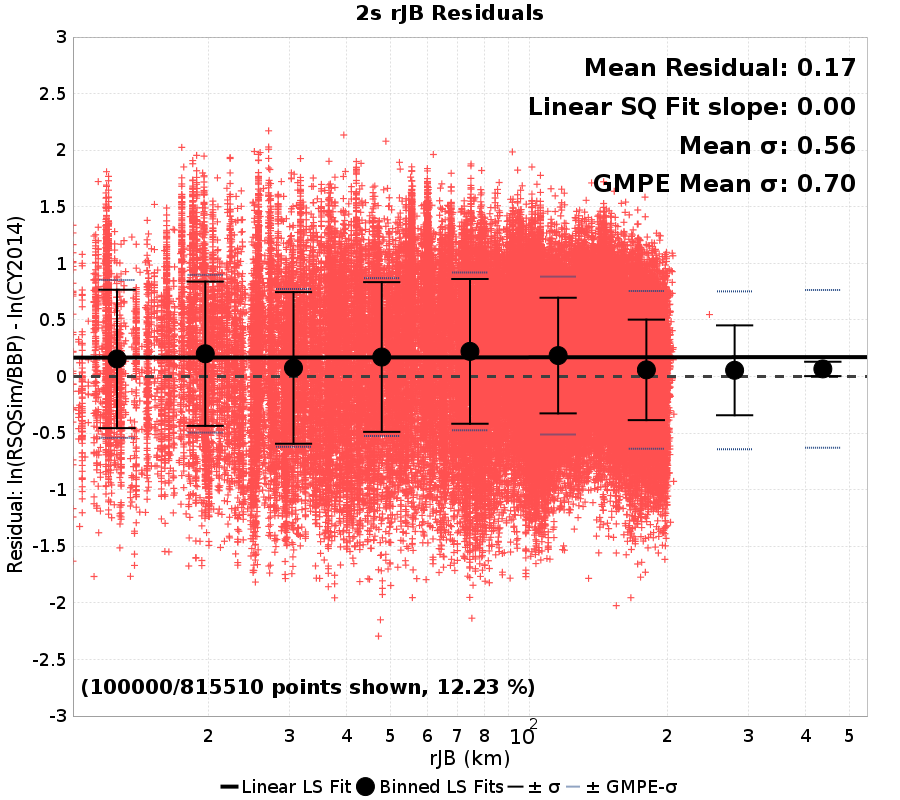 2s rJB Residuals
Mean Residual: 0.17
Linear SQ Fit slope: 0.00
Mean σ: 0.56
GMPE Mean σ: 0.70
Residual: ln(RSQSim/BBP) - ln(CY2014)
3
2.5
2
1.5
1
0.5
0
-0.5
-1
-1.5
-2
-2.5
-3
(100000/815510 points shown, 12.23 %)
2 3 4 5 6 7 8 10² 2 3 4 5
rJB (km)
Linear LS Fit Binned LS Fits ± σ ± GMPE-σ